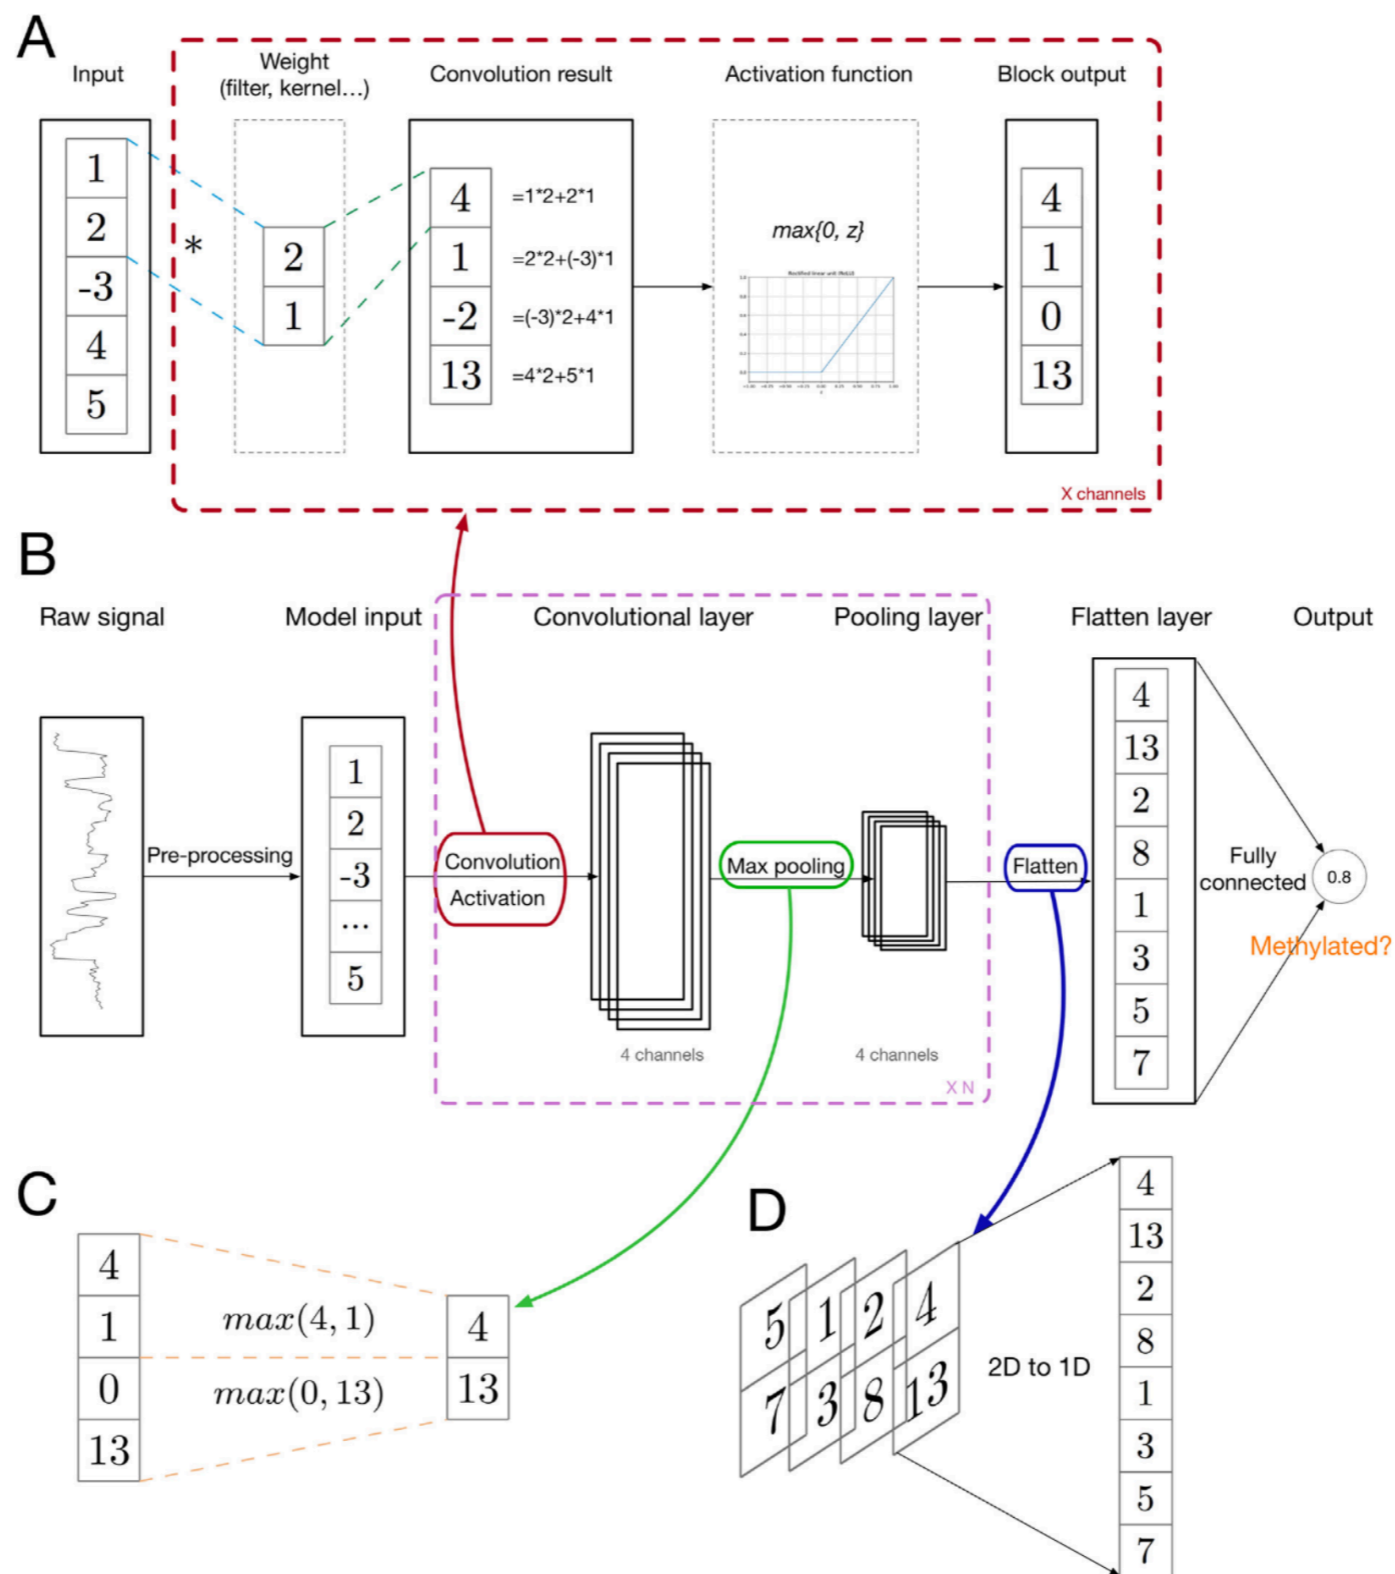 A
Input
Weight
(filter, kernel...)
Convolution result
Activation function
Block output
1
2
-3
4
5
*
2
1
4 =1*2+2*1
1 =2*2+(-3)*1
-2 =(-3)*2+4*1
13 =4*2+5*1
max{0, z}
4
1
0
13
X channels
B
Raw signal
Model input
Convolutional layer
Pooling layer
Flatten layer
Output
Pre-processing
1
2
-3
...
5
Convolution
Activation
4 channels
Max pooling
4 channels
X N
Flatten
4
13
2
8
1
3
5
7
Fully
connected
0.8
Methylated?
C
4
1
0
13
max(4, 1)
max(0, 13)
4
13
D
5 1 2 4
7 3 8 13
2D to 1D
4
13
2
8
1
3
5
7